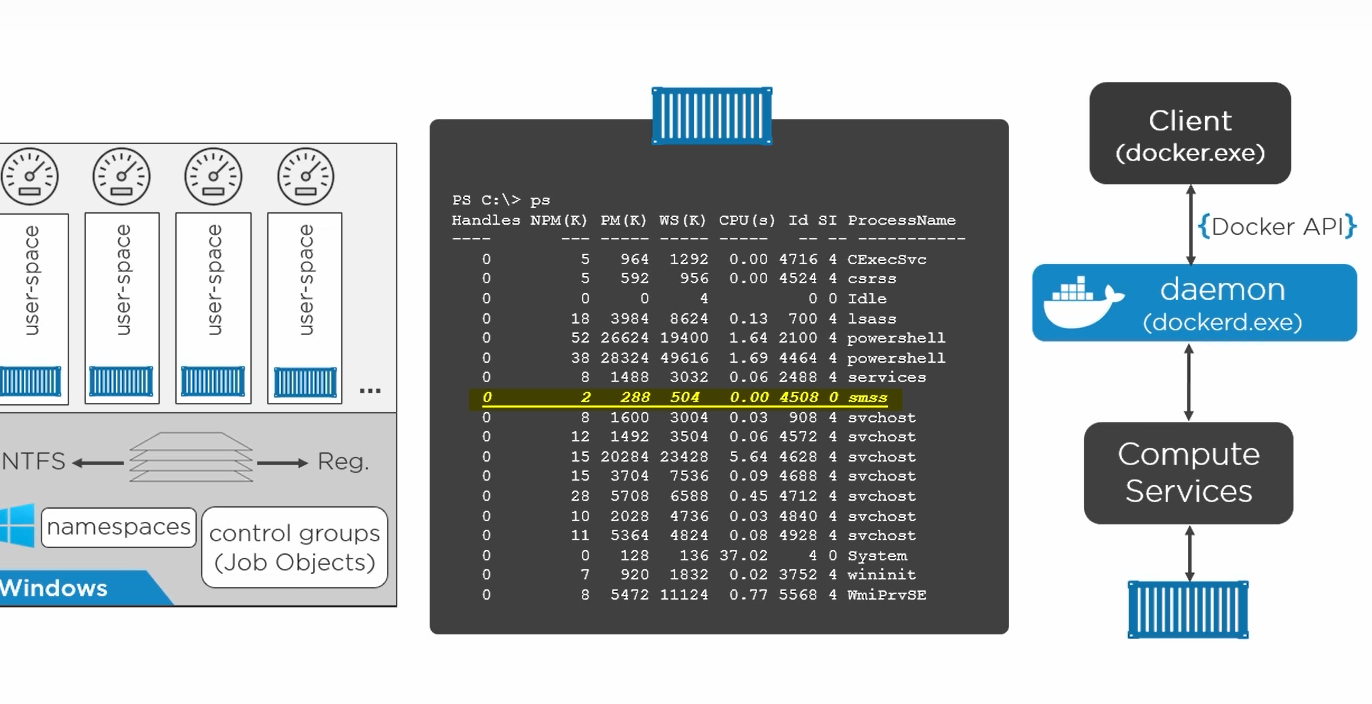 user-space
user-space
user-space
user-space
...
NTFS
Reg.
namespaces
control groups
(Job Objects)
Windows
PS C:\> ps
Handles NPM(K) PM(K) WS(K) CPU(s) Id SI ProcessName
---- --- ----- ----- ----- -- -- -----------
0 5 964 1292 0.00 4716 4 CExecSvc
0 5 592 956 0.00 4524 4 csrss
0 0 0 4 0 0 Idle
0 18 3984 8624 0.13 700 4 lsass
0 52 26624 19400 1.64 2100 4 powershell
0 38 28324 49616 1.69 4464 4 powershell
0 8 1488 3032 0.06 2488 4 services
0 2 288 504 0.00 4508 0 smss
0 8 1600 3004 0.03 908 4 svchost
0 12 1492 3504 0.06 4572 4 svchost
0 15 20284 23428 5.64 4628 4 svchost
0 15 3704 7536 0.09 4688 4 svchost
0 28 5708 6588 0.45 4712 4 svchost
0 10 2028 4736 0.03 4840 4 svchost
0 11 5364 4824 0.08 4928 4 svchost
0 0 128 136 37.02 4 0 System
0 7 920 1832 0.02 3752 4 wininit
0 8 5472 11124 0.77 5568 4 WmiPrvSE
Client
(docker.exe)
{Docker API}
daemon
(dockerd.exe)
Compute
Services